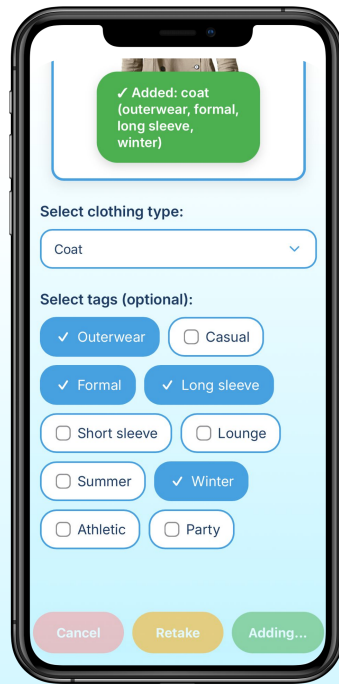 ✓ Added: coat
(outerwear, formal,
long sleeve,
winter)
Select clothing type:
Coat
Select tags (optional):
✓ Outerwear
Casual
✓ Formal
✓ Long sleeve
Short sleeve
Lounge
Summer
✓ Winter
Athletic
Party
Cancel
Retake
Adding...